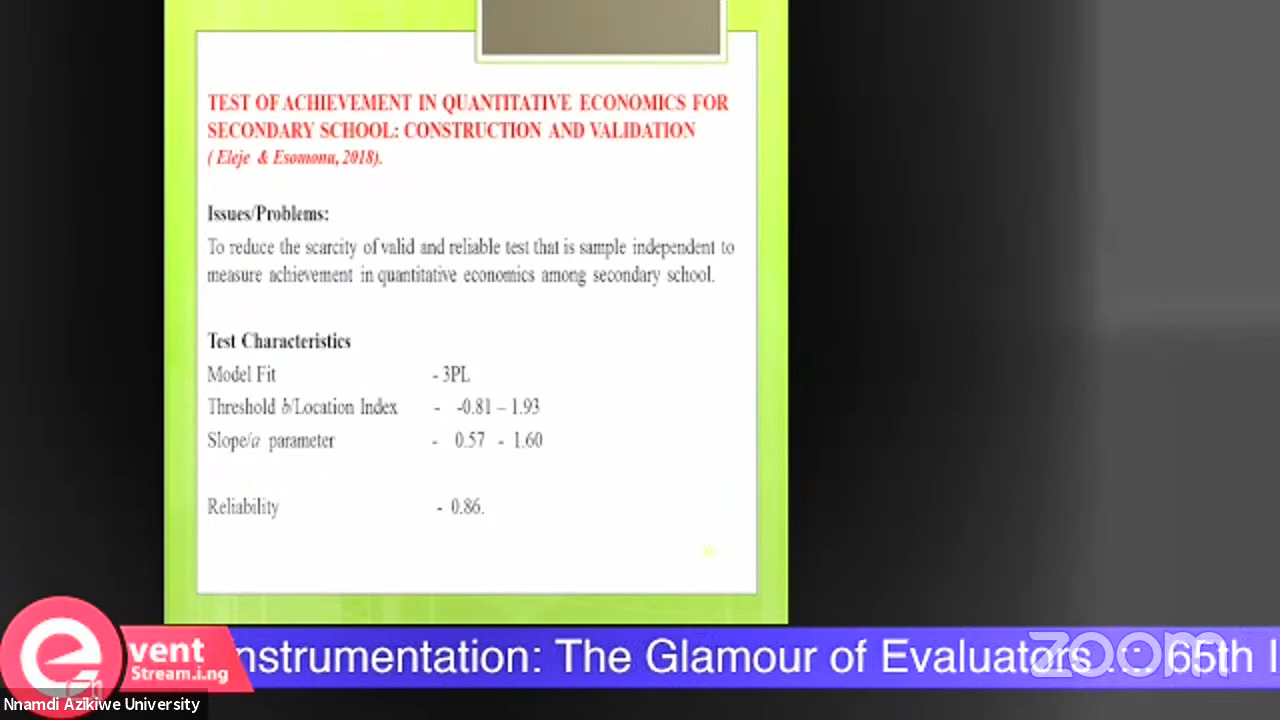 TEST OF ACHIEVEMENT IN QUANTITATIVE ECONOMICS FOR
SECONDARY SCHOOL: CONSTRUCTION AND VALIDATION
( Eleje & Esomonu, 2018).
Issues/Problems:
To reduce the scarcity of valid and reliable test that is sample independent to
measure achievement in quantitative economics among secondary school.
Test Characteristics
Model Fit - 3PL
Threshold b/Location Index - -0.81 – 1.93
Slope/a parameter - 0.57 - 1.60
Reliability - 0.86.
nstrumentation: The Glamour of Evaluators .:. 65th I
zoom
e vent
Stream.i.ng
Nnamdi Azikiwe University